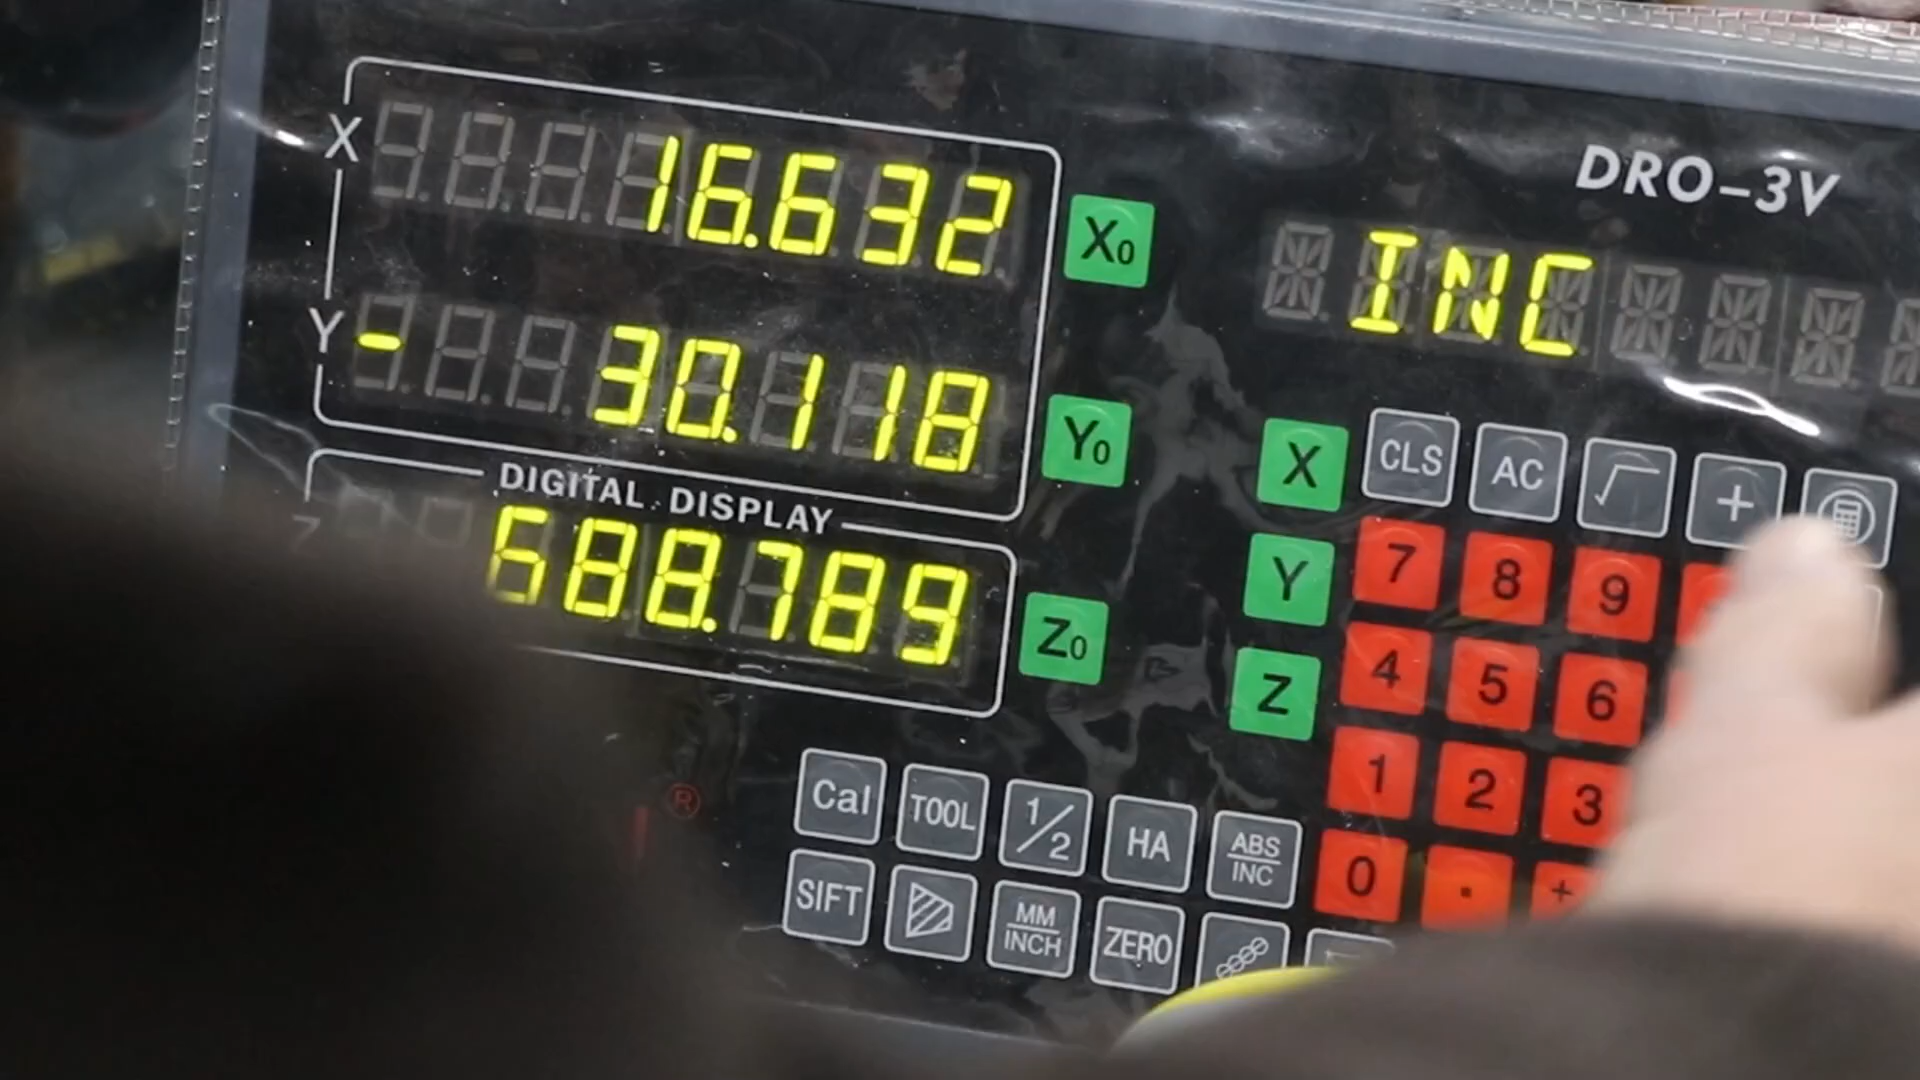 X 16.632 X0
DRO-3V
INC
Y -30.118 Y0
DIGITAL DISPLAY
588.789 Z0
X CLS AC √ +
Y 7 8 9
Z 4 5 6
1 2 3
0 .
Cal TOOL 1/2 HA ABS INC
SIFT MM INCH ZERO
®